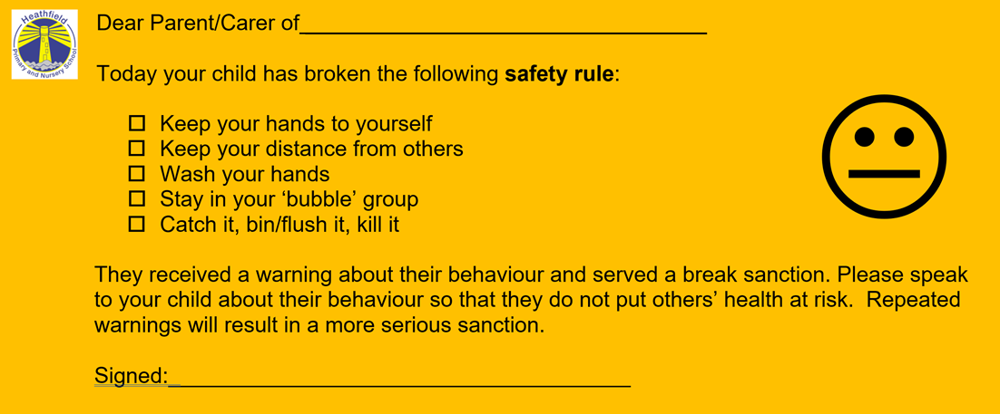 Heathfield
Primary and Nursery School
Dear Parent/Carer of
Today your child has broken the following safety rule:
Keep your hands to yourself
Keep your distance from others
Wash your hands
Stay in your ‘bubble’ group
Catch it, bin/flush it, kill it
They received a warning about their behaviour and served a break sanction. Please speak
to your child about their behaviour so that they do not put others’ health at risk.  Repeated
warnings will result in a more serious sanction.
Signed: